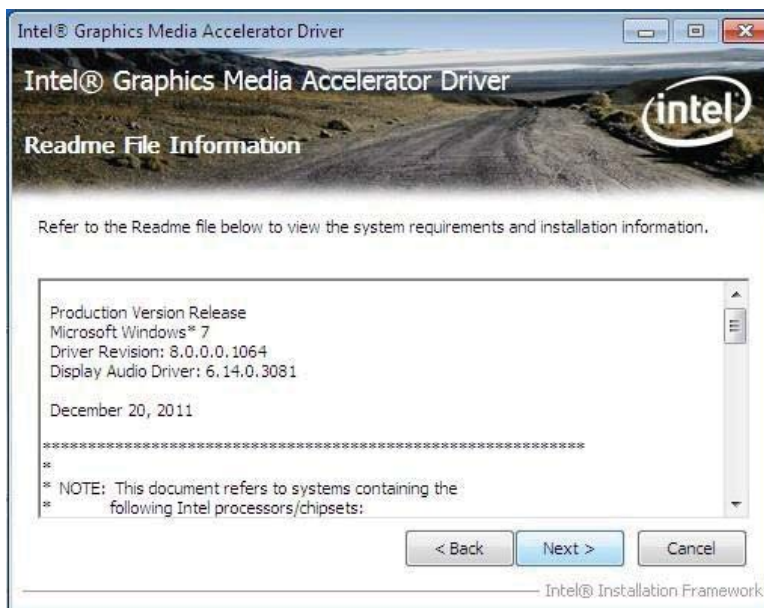 Intel® Graphics Media Accelerator Driver
Intel® Graphics Media Accelerator Driver
intel
Readme File Information
Refer to the Readme file below to view the system requirements and installation information.
Production Version Release
Microsoft Windows* 7
Driver Revision: 8.0.0.0.1064
Display Audio Driver: 6.14.0.3081
December 20, 2011
************************************************************
*
* NOTE: This document refers to systems containing the
* following Intel processors/chipsets:
< Back Next > Cancel
Intel® Installation Framework